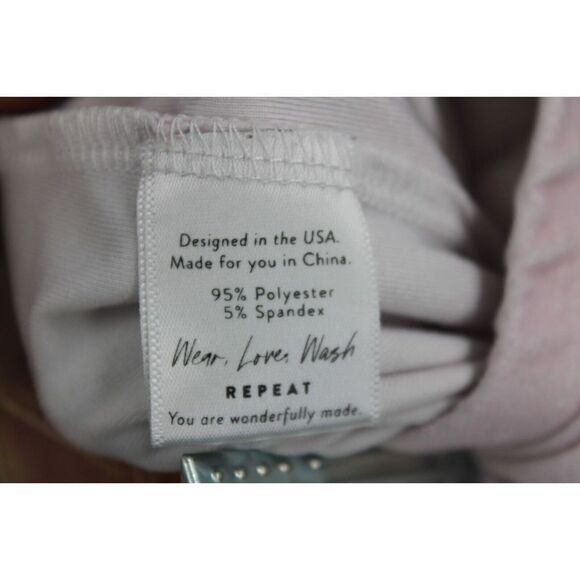 Designed in the USA.
Made for you in China.
95% Polyester
5% Spandex
Wear, Love, Wash
REPEAT
You are wonderfully made.